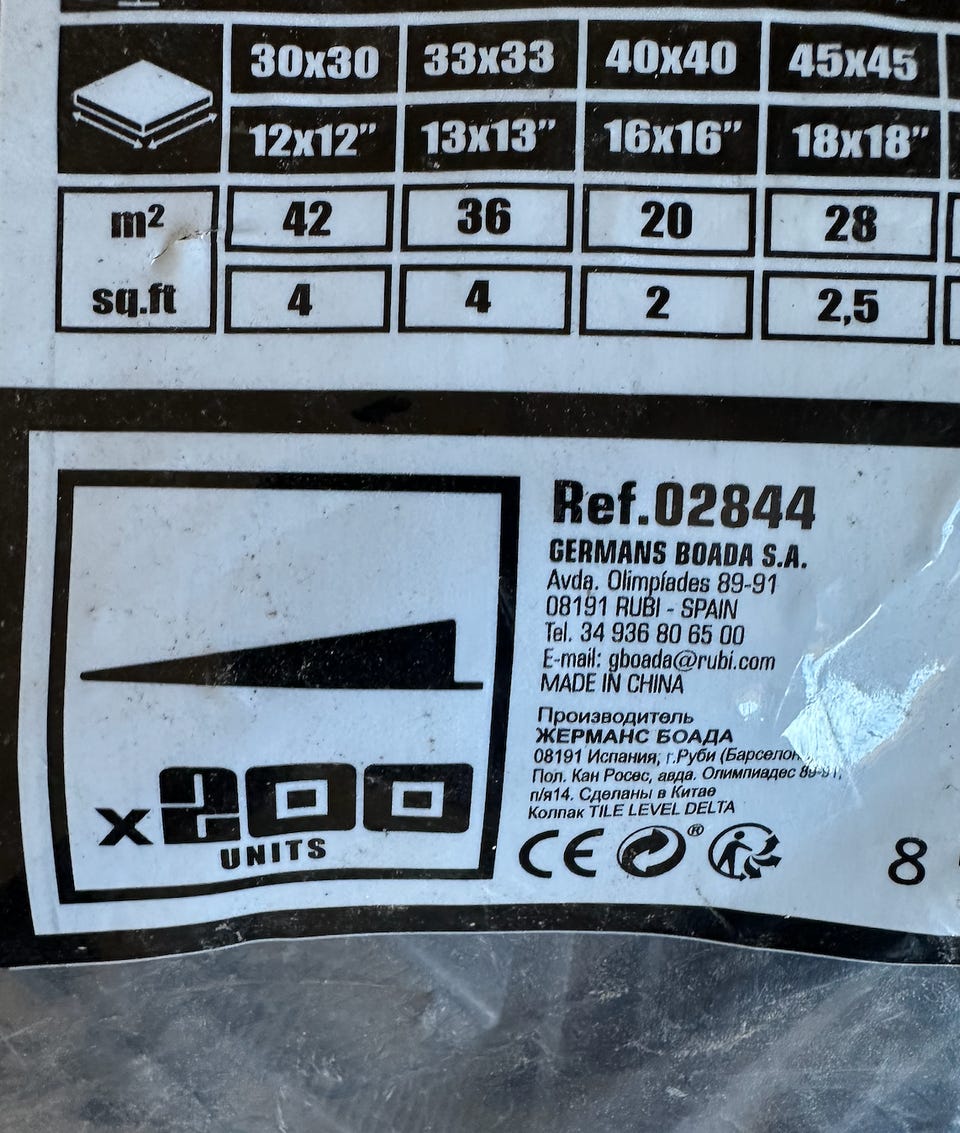 30x30 33x33 40x40 45x45
12x12" 13x13" 16x16" 18x18"
m² 42 36 20 28
sq.ft 4 4 2 2,5
Ref.02844
GERMANS BOADA S.A.
Avda. Olimpíades 89-91
08191 RUBI - SPAIN
Tel. 34 936 80 65 00
E-mail: gboada@rubi.com
MADE IN CHINA
Производитель
ЖЕРМАНС БОАДА
08191 Испания, г.Руби
Пол. Кан Росес, авда. Олимпиадес 89-91,
п/я14. Сделаны в Китае
Колпак TILE LEVEL DELTA
x200
UNITS
CE ®
8